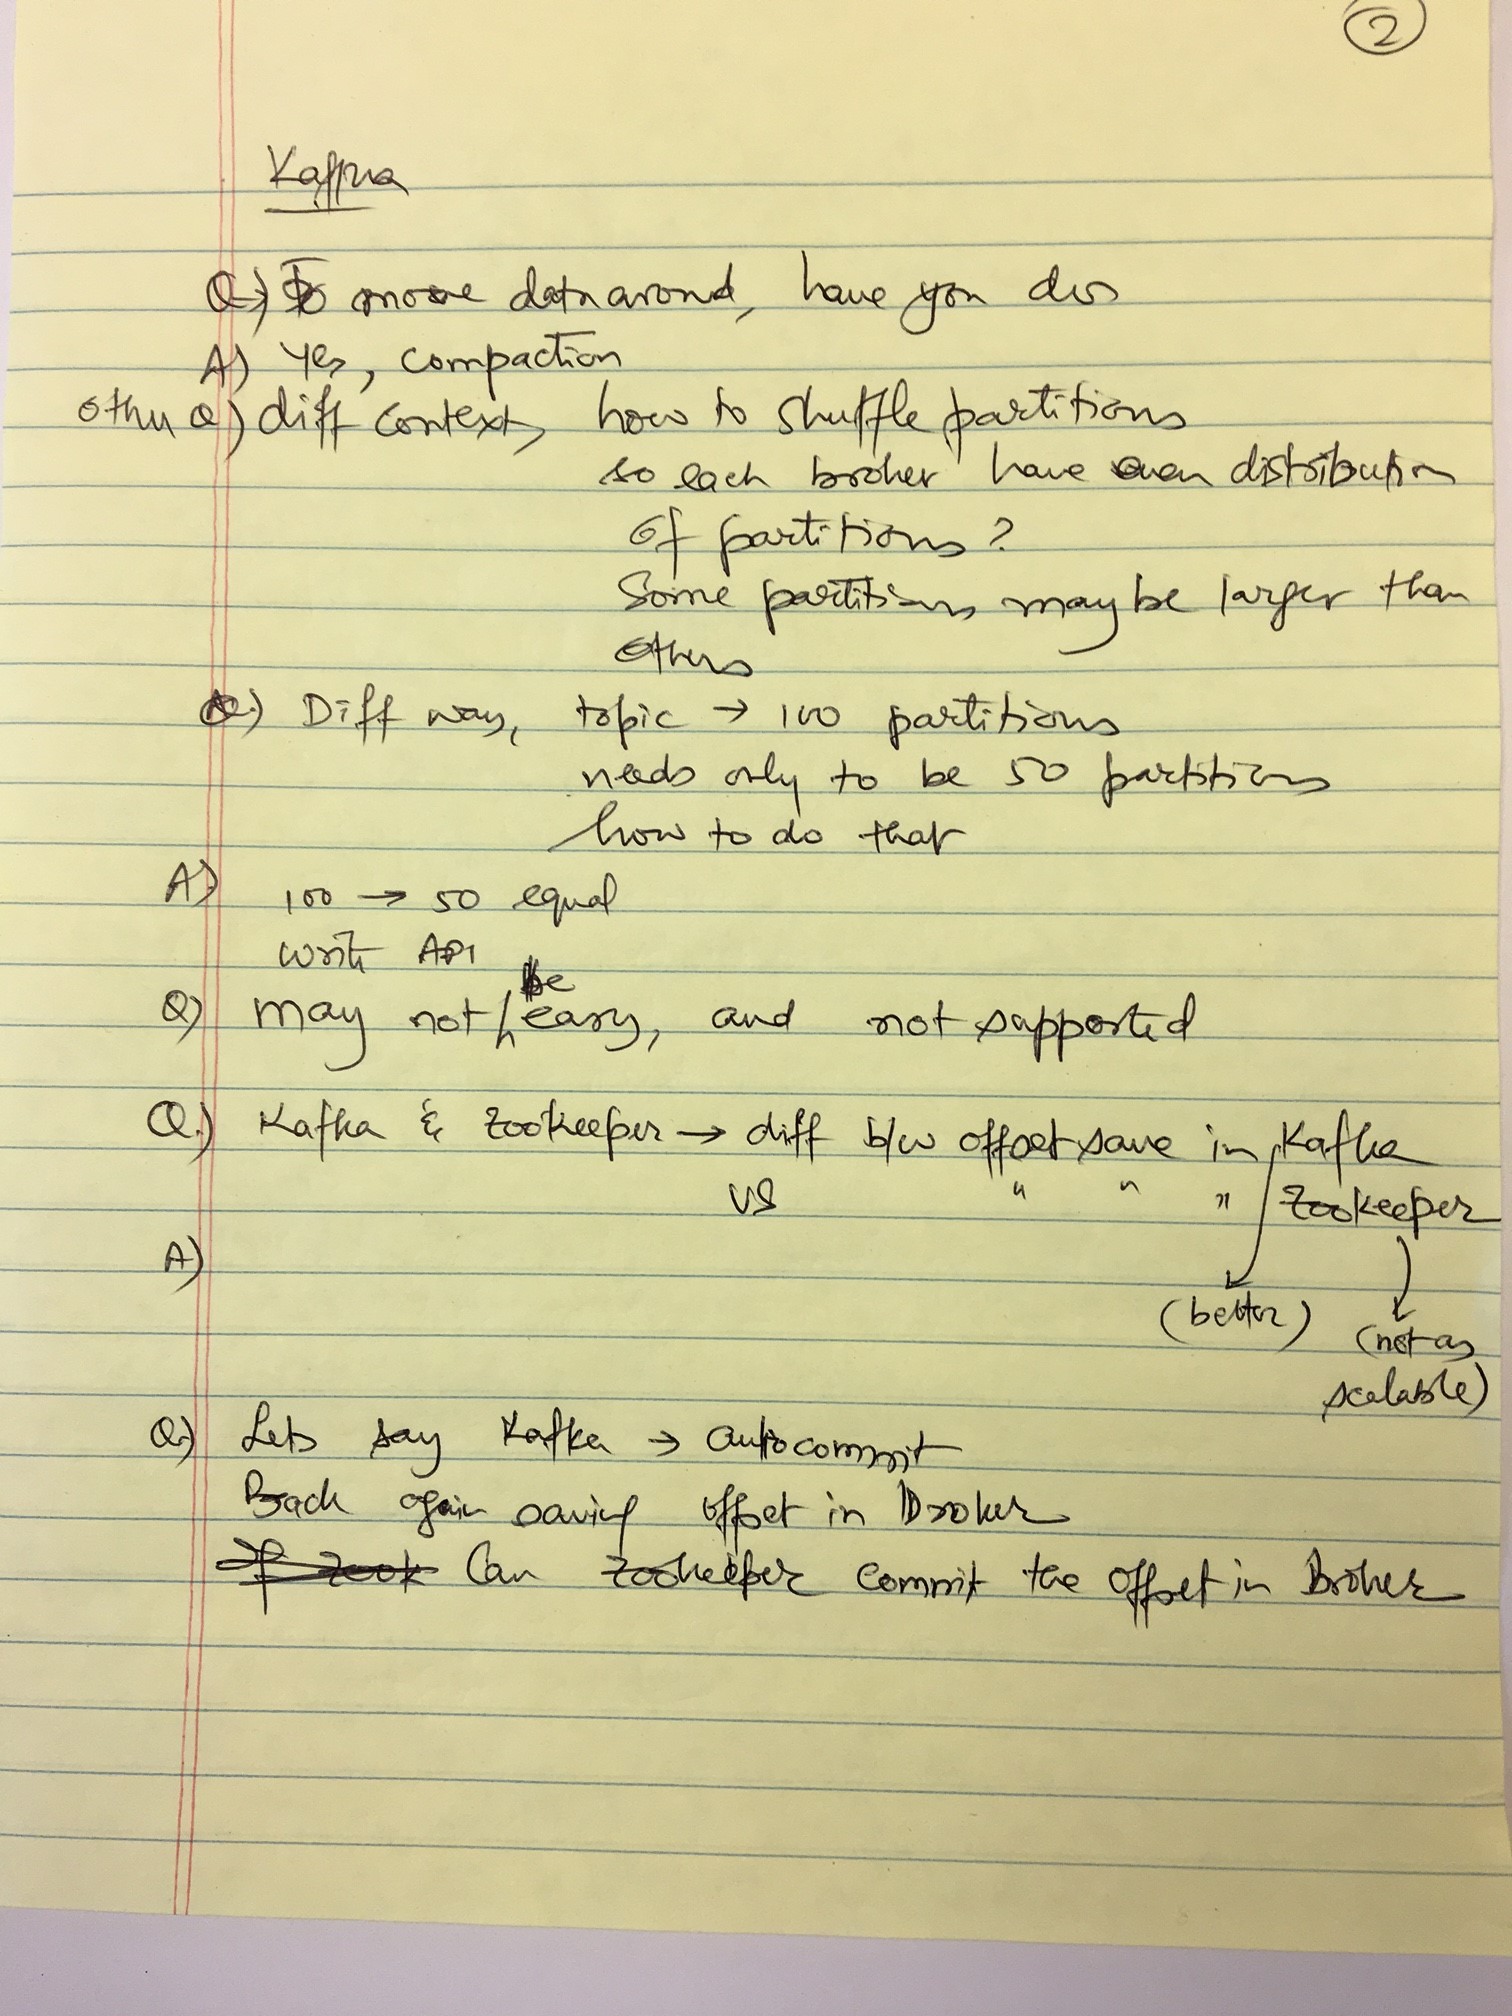 2
Kafka
Q) To move data around, have you
A) Yes, compaction
other Q) diff context, how to shuffle partitions
so each broker have even distribution
of partitions?
Some partitions may be larger than
others
Q.) Diff way, topic → 100 partitions
needs only to be 50 partitions
how to do that
A) 100 → 50 equal
write API
Q) may not be easy, and not supported
Q.) Kafka & Zookeeper → diff b/w offset save in Kafka
vs " " " Zookeeper
A)
(better) (not as
scalable)
Q.) Lets say Kafka → autocommit
Back again saving offset in Broker
If Zook Can Zookeeper commit the offset in Broker